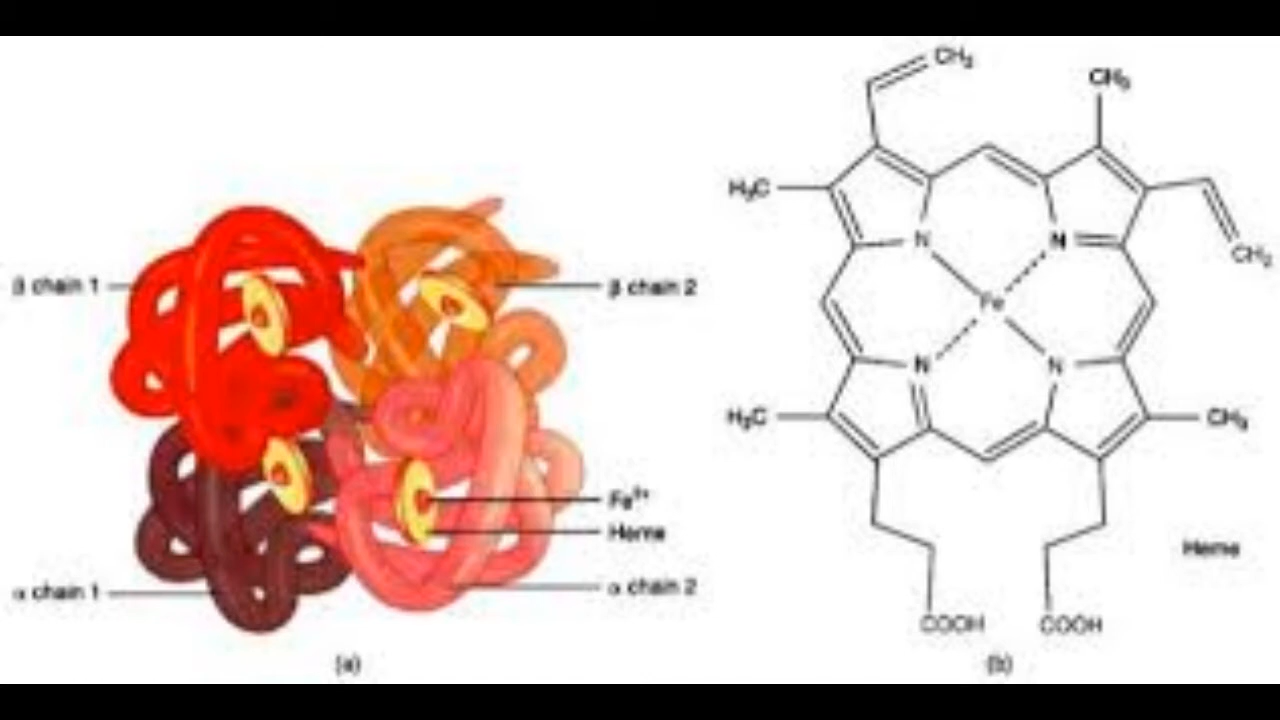 β chain 1
β chain 2
Fe²⁺
Heme
α chain 1
α chain 2
(a)
CH₂
CH₃
H₃C
N
N
CH₂
Fe
N
N
H₃C
CH₃
Heme
COOH
COOH
(b)